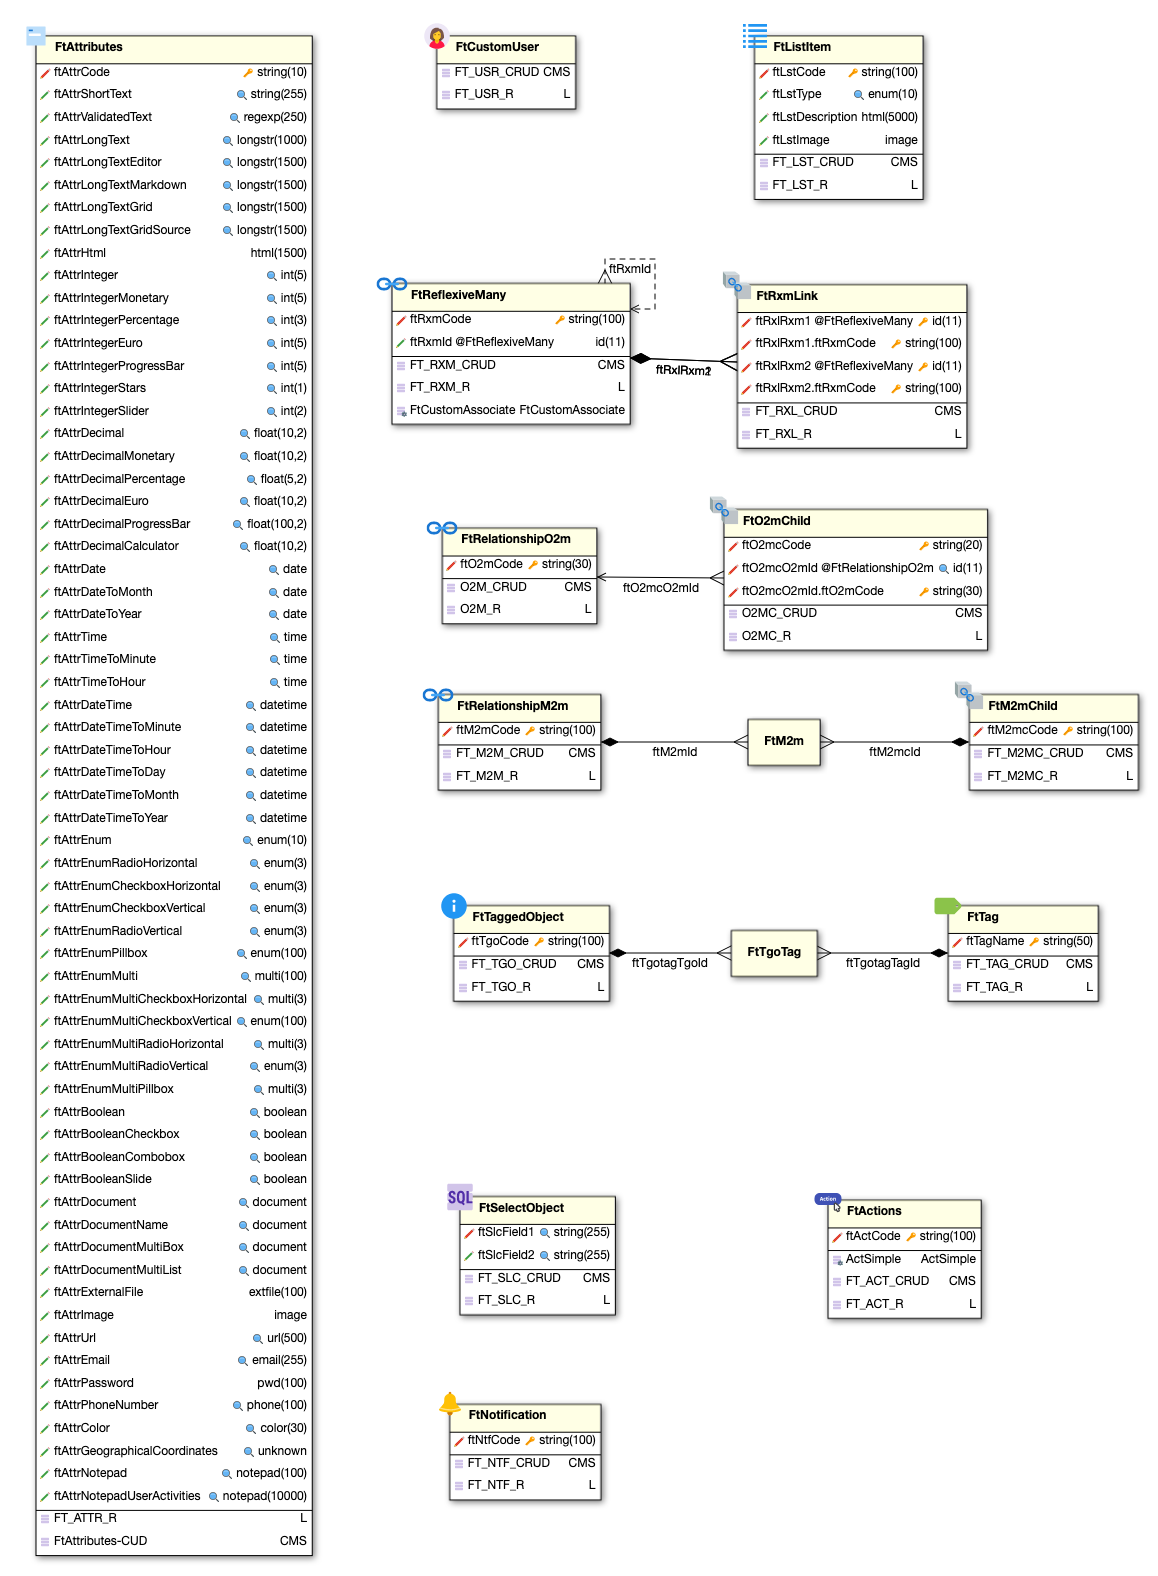 FtAttributes
ftAttrCode string(10)
ftAttrShortText string(255)
ftAttrValidatedText regexp(250)
ftAttrLongText longstr(1000)
ftAttrLongTextEditor longstr(1500)
ftAttrLongTextMarkdown longstr(1500)
ftAttrLongTextGrid longstr(1500)
ftAttrLongTextGridSource longstr(1500)
ftAttrHtml html(1500)
ftAttrInteger int(5)
ftAttrIntegerMonetary int(5)
ftAttrIntegerPercentage int(3)
ftAttrIntegerEuro int(5)
ftAttrIntegerProgressBar int(5)
ftAttrIntegerStars int(1)
ftAttrIntegerSlider int(2)
ftAttrDecimal float(10,2)
ftAttrDecimalMonetary float(10,2)
ftAttrDecimalPercentage float(5,2)
ftAttrDecimalEuro float(10,2)
ftAttrDecimalProgressBar float(100,2)
ftAttrDecimalCalculator float(10,2)
ftAttrDate date
ftAttrDateToMonth date
ftAttrDateToYear date
ftAttrTime time
ftAttrTimeToMinute time
ftAttrTimeToHour time
ftAttrDateTime datetime
ftAttrDateTimeToMinute datetime
ftAttrDateTimeToHour datetime
ftAttrDateTimeToDay datetime
ftAttrDateTimeToMonth datetime
ftAttrDateTimeToYear datetime
ftAttrEnum enum(10)
ftAttrEnumRadioHorizontal enum(3)
ftAttrEnumCheckboxHorizontal enum(3)
ftAttrEnumCheckboxVertical enum(3)
ftAttrEnumRadioVertical enum(3)
ftAttrEnumPillbox enum(100)
ftAttrEnumMulti multi(100)
ftAttrEnumMultiCheckboxHorizontal multi(3)
ftAttrEnumMultiCheckboxVertical enum(100)
ftAttrEnumMultiRadioHorizontal multi(3)
ftAttrEnumMultiRadioVertical enum(3)
ftAttrEnumMultiPillbox multi(3)
ftAttrBoolean boolean
ftAttrBooleanCheckbox boolean
ftAttrBooleanCombobox boolean
ftAttrBooleanSlide boolean
ftAttrDocument document
ftAttrDocumentName document
ftAttrDocumentMultiBox document
ftAttrDocumentMultiList document
ftAttrExternalFile extfile(100)
ftAttrImage image
ftAttrUrl url(500)
ftAttrEmail email(255)
ftAttrPassword pwd(100)
ftAttrPhoneNumber phone(100)
ftAttrColor color(30)
ftAttrGeographicalCoordinates unknown
ftAttrNotepad notepad(100)
ftAttrNotepadUserActivities notepad(10000)
FT_ATTR_R L
FtAttributes-CUD CMS
FtCustomUser
FT_USR_CRUD CMS
FT_USR_R L
FtListItem
ftLstCode string(100)
ftLstType enum(10)
ftLstDescription html(5000)
ftLstImage image
FT_LST_CRUD CMS
FT_LST_R L
ftRxmId
FtReflexiveMany
ftRxmCode string(100)
ftRxmId @FtReflexiveMany id(11)
FT_RXM_CRUD CMS
FT_RXM_R L
FtCustomAssociate FtCustomAssociate
FtRxmLink
ftRxlRxm1 @FtReflexiveMany id(11)
ftRxlRxm1.ftRxmCode string(100)
ftRxlRxm2 @FtReflexiveMany id(11)
ftRxlRxm2.ftRxmCode string(100)
FT_RXL_CRUD CMS
FT_RXL_R L
FtRelationshipO2m
ftO2mCode string(30)
O2M_CRUD CMS
O2M_R L
ftO2mcO2mId
FtO2mChild
ftO2mcCode string(20)
ftO2mcO2mId @FtRelationshipO2m id(11)
ftO2mcO2mId.ftO2mCode string(30)
O2MC_CRUD CMS
O2MC_R L
FtRelationshipM2m
ftM2mCode string(100)
FT_M2M_CRUD CMS
FT_M2M_R L
ftM2mId
FtM2m
ftM2mcId
FtM2mChild
ftM2mcCode string(100)
FT_M2MC_CRUD CMS
FT_M2MC_R L
FtTaggedObject
ftTgoCode string(100)
FT_TGO_CRUD CMS
FT_TGO_R L
ftTgotagTgoId
FtTgoTag
ftTgotagTagId
FtTag
ftTagName string(50)
FT_TAG_CRUD CMS
FT_TAG_R L
SQL
FtSelectObject
ftSlcField1 string(255)
ftSlcField2 string(255)
FT_SLC_CRUD CMS
FT_SLC_R L
Action
FtActions
ftActCode string(100)
ActSimple ActSimple
FT_ACT_CRUD CMS
FT_ACT_R L
FtNotification
ftNtfCode string(100)
FT_NTF_CRUD CMS
FT_NTF_R L